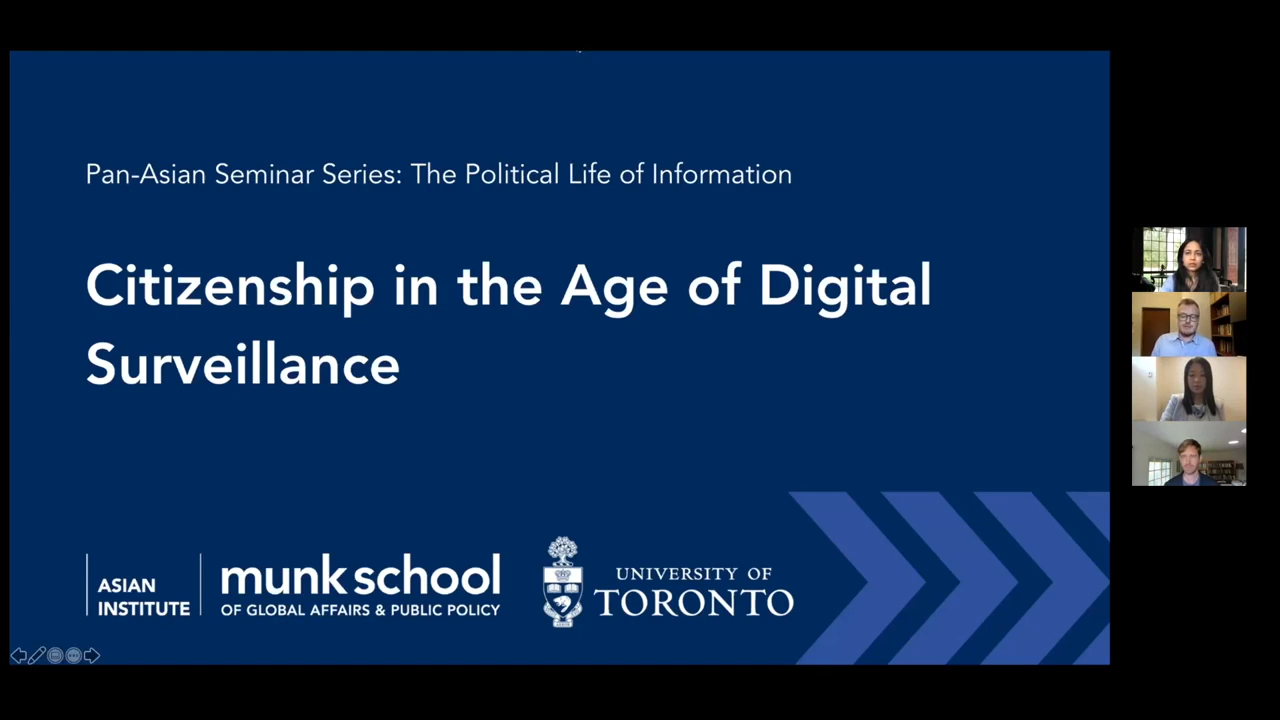 Pan-Asian Seminar Series: The Political Life of Information
Citizenship in the Age of Digital
Surveillance
ASIAN
INSTITUTE
munk school
OF GLOBAL AFFAIRS & PUBLIC POLICY
UNIVERSITY OF
TORONTO